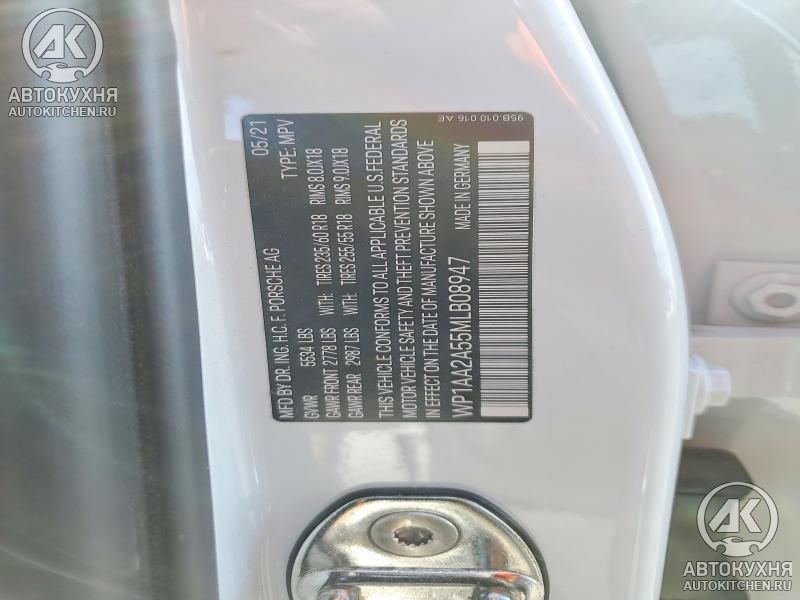 AK
АВТОКУХНЯ
AUTOKITCHEN.RU
MFD BY DR. ING. H.C. F. PORSCHE AG 05/21
GVWR 5534 LBS TYPE: MPV
GAWR FRONT 2778 LBS WITH: TIRES 235/60 R18 RIMS 8.0JX18
GAWR REAR 2987 LBS WITH: TIRES 255/55 R18 RIMS 9.0JX18
THIS VEHICLE CONFORMS TO ALL APPLICABLE U.S. FEDERAL
MOTOR VEHICLE SAFETY AND THEFT PREVENTION STANDARDS
IN EFFECT ON THE DATE OF MANUFACTURE SHOWN ABOVE
WP1AA2A55MLB08947 MADE IN GERMANY
95B.010.016 AE
AK
АВТОКУХНЯ
AUTOKITCHEN.RU